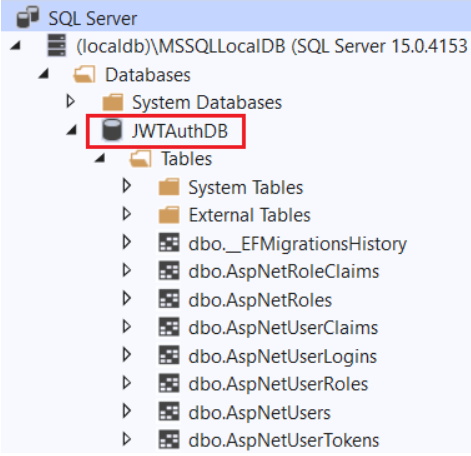 SQL Server
(localdb)\MSSQLLocalDB (SQL Server 15.0.4153
Databases
System Databases
JWTAuthDB
Tables
System Tables
External Tables
dbo.__EFMigrationsHistory
dbo.AspNetRoleClaims
dbo.AspNetRoles
dbo.AspNetUserClaims
dbo.AspNetUserLogins
dbo.AspNetUserRoles
dbo.AspNetUsers
dbo.AspNetUserTokens